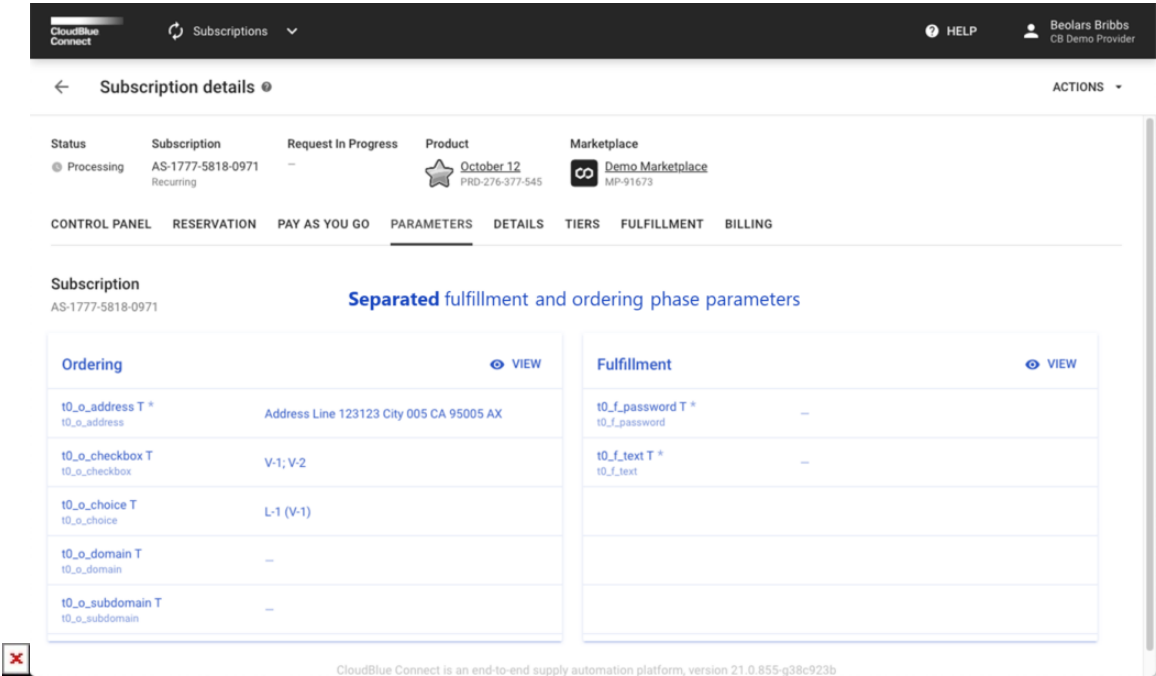 CloudBlue
Connect
Subscriptions
HELP
Beolars Bribbs
CB Demo Provider
Subscription details
ACTIONS
Status Subscription Request In Progress Product Marketplace
Processing AS-1777-5818-0971 — October 12 Demo Marketplace
Recurring PRD-276-377-545 MP-91673
CONTROL PANEL RESERVATION PAY AS YOU GO PARAMETERS DETAILS TIERS FULFILLMENT BILLING
Subscription
AS-1777-5818-0971
Separated fulfillment and ordering phase parameters
Ordering VIEW
t0_o_address T * Address Line 123123 City 005 CA 95005 AX
t0_o_address
t0_o_checkbox T V-1; V-2
t0_o_checkbox
t0_o_choice T L-1 (V-1)
t0_o_choice
t0_o_domain T —
t0_o_domain
t0_o_subdomain T —
t0_o_subdomain
Fulfillment VIEW
t0_f_password T * —
t0_f_password
t0_f_text T * —
t0_f_text
CloudBlue Connect is an end-to-end supply automation platform, version 21.0.855-g38c923b